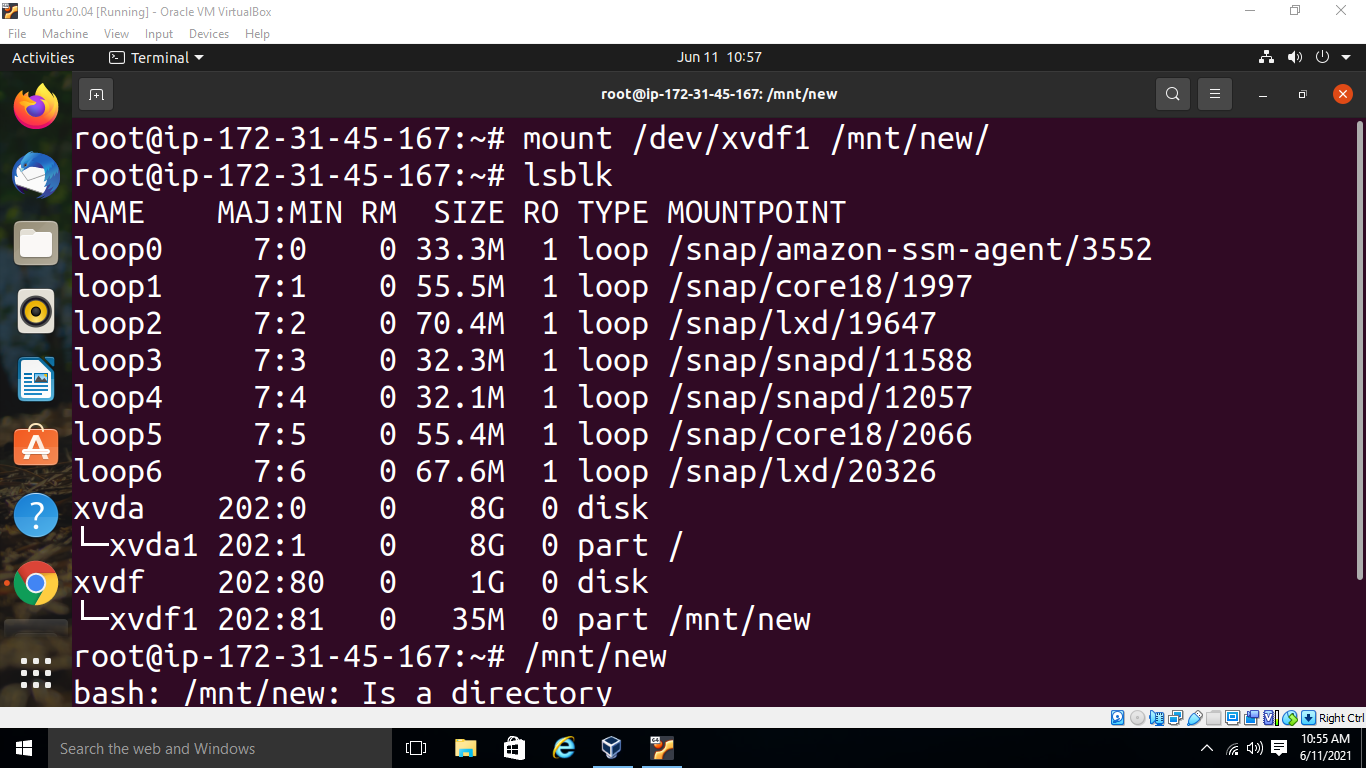 Ubuntu 20.04 [Running] - Oracle VM VirtualBox
File Machine View Input Devices Help
Activities Terminal Jun 11 10:57
root@ip-172-31-45-167: /mnt/new
root@ip-172-31-45-167:~# mount /dev/xvdf1 /mnt/new/
root@ip-172-31-45-167:~# lsblk
NAME MAJ:MIN RM SIZE RO TYPE MOUNTPOINT
loop0 7:0 0 33.3M 1 loop /snap/amazon-ssm-agent/3552
loop1 7:1 0 55.5M 1 loop /snap/core18/1997
loop2 7:2 0 70.4M 1 loop /snap/lxd/19647
loop3 7:3 0 32.3M 1 loop /snap/snapd/11588
loop4 7:4 0 32.1M 1 loop /snap/snapd/12057
loop5 7:5 0 55.4M 1 loop /snap/core18/2066
loop6 7:6 0 67.6M 1 loop /snap/lxd/20326
xvda 202:0 0 8G 0 disk
└─xvda1 202:1 0 8G 0 part /
xvdf 202:80 0 1G 0 disk
└─xvdf1 202:81 0 35M 0 part /mnt/new
root@ip-172-31-45-167:~# /mnt/new
bash: /mnt/new: Is a directory
Right Ctrl
Search the web and Windows
10:55 AM
6/11/2021